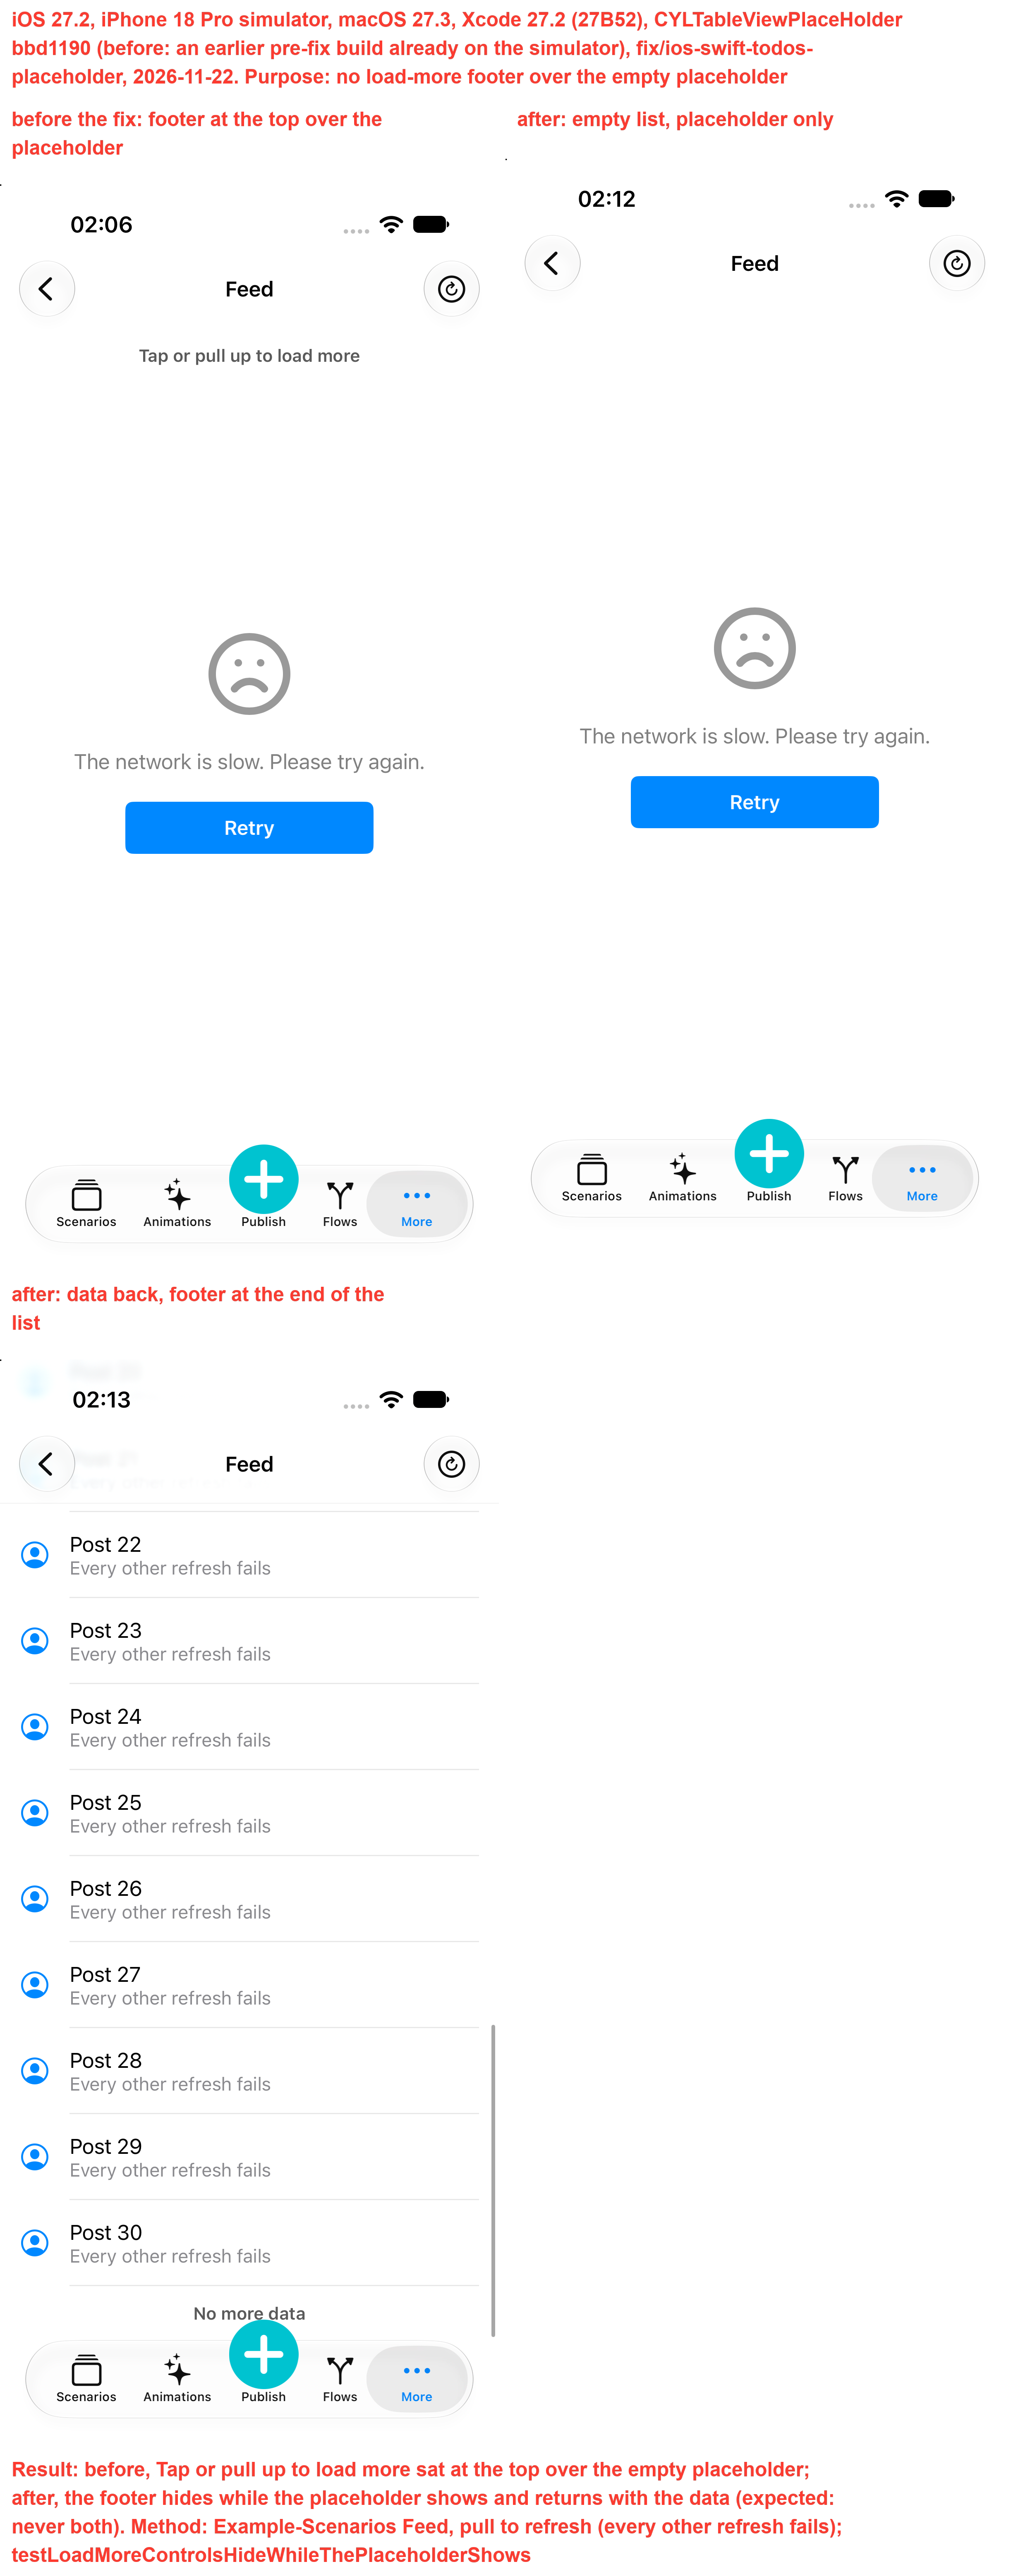 iOS 27.2, iPhone 18 Pro simulator, macOS 27.3, Xcode 27.2 (27B52), CYLTableViewPlaceHolder
bbd1190 (before: an earlier pre-fix build already on the simulator), fix/ios-swift-todos-
placeholder, 2026-11-22. Purpose: no load-more footer over the empty placeholder
before the fix: footer at the top over the
placeholder
02:06
Feed
Tap or pull up to load more
The network is slow. Please try again.
Retry
Scenarios
Animations
Publish
Flows
More
after: empty list, placeholder only
02:12
Feed
The network is slow. Please try again.
Retry
Scenarios
Animations
Publish
Flows
More
after: data back, footer at the end of the
list
02:13
Feed
Post 22
Every other refresh fails
Post 23
Every other refresh fails
Post 24
Every other refresh fails
Post 25
Every other refresh fails
Post 26
Every other refresh fails
Post 27
Every other refresh fails
Post 28
Every other refresh fails
Post 29
Every other refresh fails
Post 30
Every other refresh fails
No more data
Scenarios
Animations
Publish
Flows
More
Result: before, Tap or pull up to load more sat at the top over the empty placeholder;
after, the footer hides while the placeholder shows and returns with the data (expected:
never both). Method: Example-Scenarios Feed, pull to refresh (every other refresh fails);
testLoadMoreControlsHideWhileThePlaceholderShows